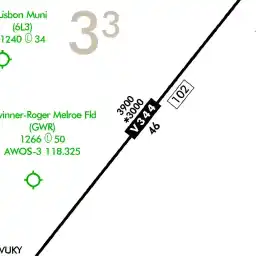 Lisbon Muni
(6L3)
1240 Ⓛ 34
3³
3900
*3000
V344
46
102
Gwinner-Roger Melroe Fld
(GWR)
1266 Ⓛ 50
AWOS-3 118.325
VUKY